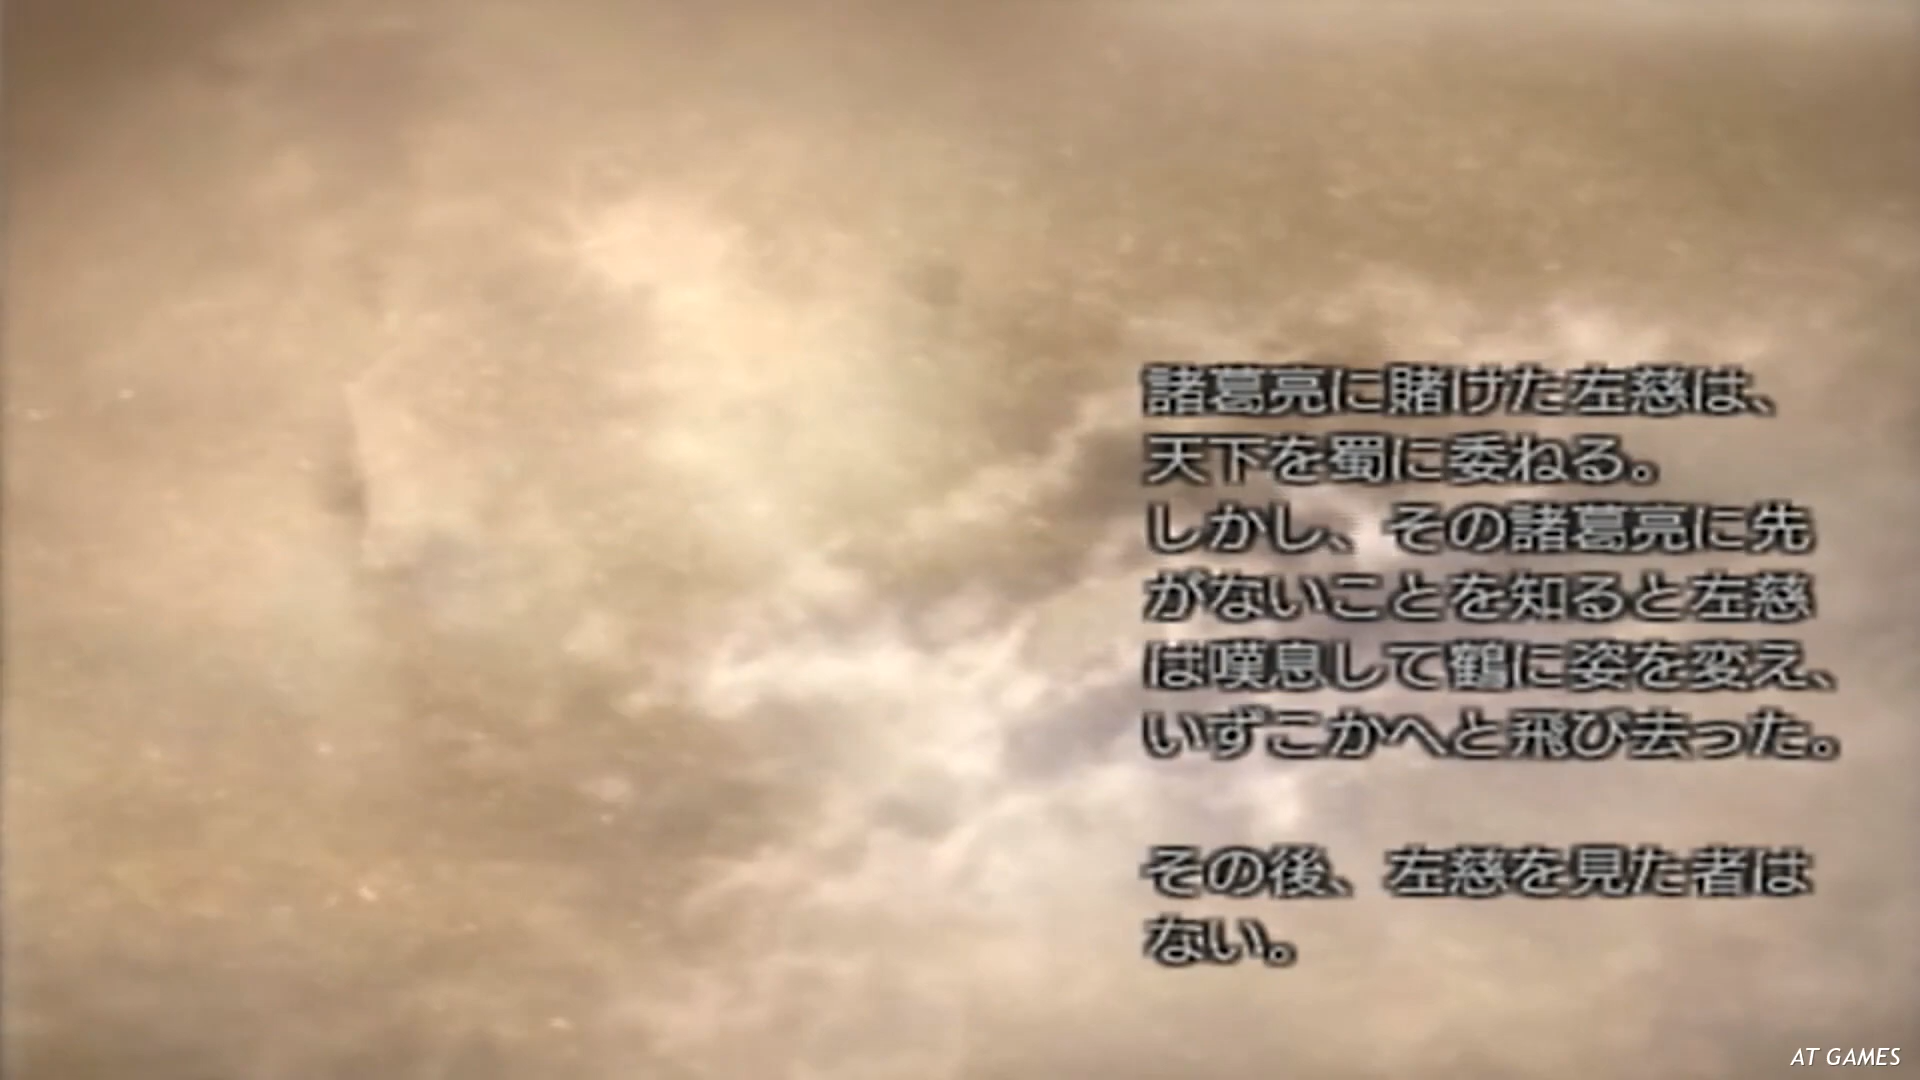 諸葛亮に賭けた左慈は、
天下を蜀に委ねる。
しかし、その諸葛亮に先
がないことを知ると左慈
は嘆息して鶴に姿を変え、
いずこかへと飛び去った。
その後、左慈を見た者は
ない。
AT GAMES